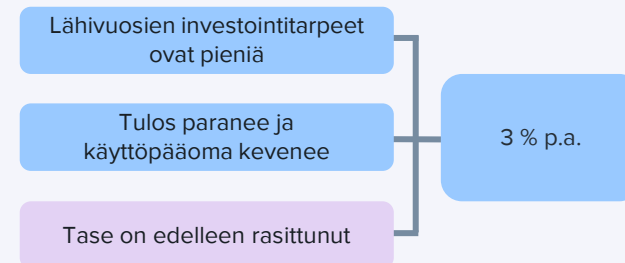 Lähivuosien investointitarpeet
ovat pieniä
Tulos paranee ja
käyttöpääoma kevenee
3 % p.a.
Tase on edelleen rasittunut